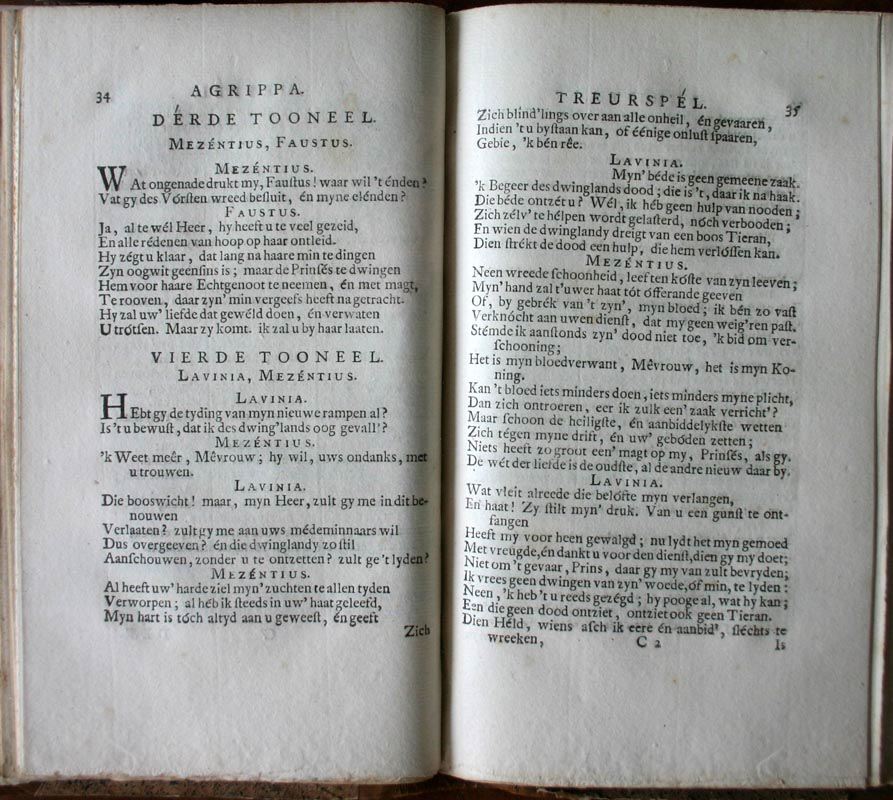 34
AGRIPPA.
DÉRDE TOONEEL.
MEZÉNTIUS, FAUSTUS.
MEZÉNTIUS.
WAt ongenade drukt my, Faustus! waar wil 't énden?
Vat gy des Vórsten wreed besluit, én myne elénden?
FAUSTUS.
Ja, al te wél Heer, hy heeft u te veel gezeid,
En alle rédenen van hoop op haar ontleid.
Hy zégt u klaar, dat lang na haare min te dingen
Zyn oogwit geensins is; maar de Prinsés te dwingen
Hem voor haare Echtgenoot te neemen, én met magt,
Te rooven, daar zyn' min vergeefs heeft na getracht.
Hy zal uw' liefde dat gewéld doen, én verwaten
U trótsen. Maar zy komt. ik zal u by haar laaten.
VIERDE TOONEEL.
LAVINIA, MEZÉNTIUS.
LAVINIA.
HEbt gy de tyding van myn nieuwe rampen al?
Is 't u bewust, dat ik des dwing'lands oog gevall'?
MEZÉNTIUS.
'k Weet meêr, Mêvrouw; hy wil, uws ondanks, met
u trouwen.
LAVINIA.
Die booswicht! maar, myn Heer, zult gy me in dit be-
nouwen
Verlaaten? zult gy me aan uws médeminnaars wil
Dus overgeeven? én die dwinglandy zo stil
Aanschouwen, zonder u te ontzetten? zult ge 't lyden?
MEZÉNTIUS.
Al heeft uw' harde ziel myn' zuchten te allen tyden
Verworpen; al héb ik steeds in uw' haat geleefd,
Myn hart is tóch altyd aan u geweest, én geeft
Zich
TREURSPÉL.
35
Zich blind'lings over aan alle onheil, én gevaaren,
Indien 't u bystaan kan, óf éénige onlust spaaren,
Gebie, 'k bén rêe.
LAVINIA.
Myn' béde is geen gemeene zaak.
'k Begeer des dwinglands dood; die is 't, daar ik na haak.
Die béde ontzét u? Wél, ik héb geen hulp van nooden;
Zich zélv' te hélpen wordt gelasterd, nóch verbooden;
En wien de dwinglandy dreigt van een boos Tieran,
Dien strékt de dood een hulp, die hem verlóssen kan.
MEZÉNTIUS.
Neen wreede schoonheid, leef ten kóste van zyn leeven;
Myn' hand zal t'uwer haat tót ófferande geeven
Of, by gebrék van 't zyn', myn bloed; ik bén zo vast
Verknócht aan uwen dienst, dat my geen weig'ren past.
Stémde ik aanstonds zyn' dood niet toe, 'k bid om ver-
schooning;
Het is myn bloedverwant, Mêvrouw, het is myn Ko-
ning.
Kan 't bloed iets minders doen, iets minders myne plicht,
Dan zich ontroeren, eer ik zulk een' zaak verricht'?
Maar schoon de heiligste, én aanbiddelykste wetten
Zich tégen myne drift, én uw' gebóden zetten;
Niets heeft zo groot een' magt op my, Prinsés, als gy.
De wét der liefde is de oudste, al de andre nieuw daar by.
LAVINIA.
Wat vleit alreede die belófte myn verlangen,
En haat! Zy stilt myn' druk. Van u een gunst te ont-
fangen
Heeft my voor heen gewalgd; nu lydt het myn gemoed
Met vreugde, én dankt u voor den dienst, dien gy my doet;
Niet om 't gevaar, Prins, daar gy my van zult bevryden;
Ik vrees geen dwingen van zyn' woede, óf min, te lyden:
Neen, 'k heb 't u reeds gezégd; hy pooge al, wat hy kan;
Een die geen dood ontziet, ontziet ook geen Tieran.
Dien Héld, wiens asch ik eere én aanbid', sléchts te
wreeken,
C 2
Is